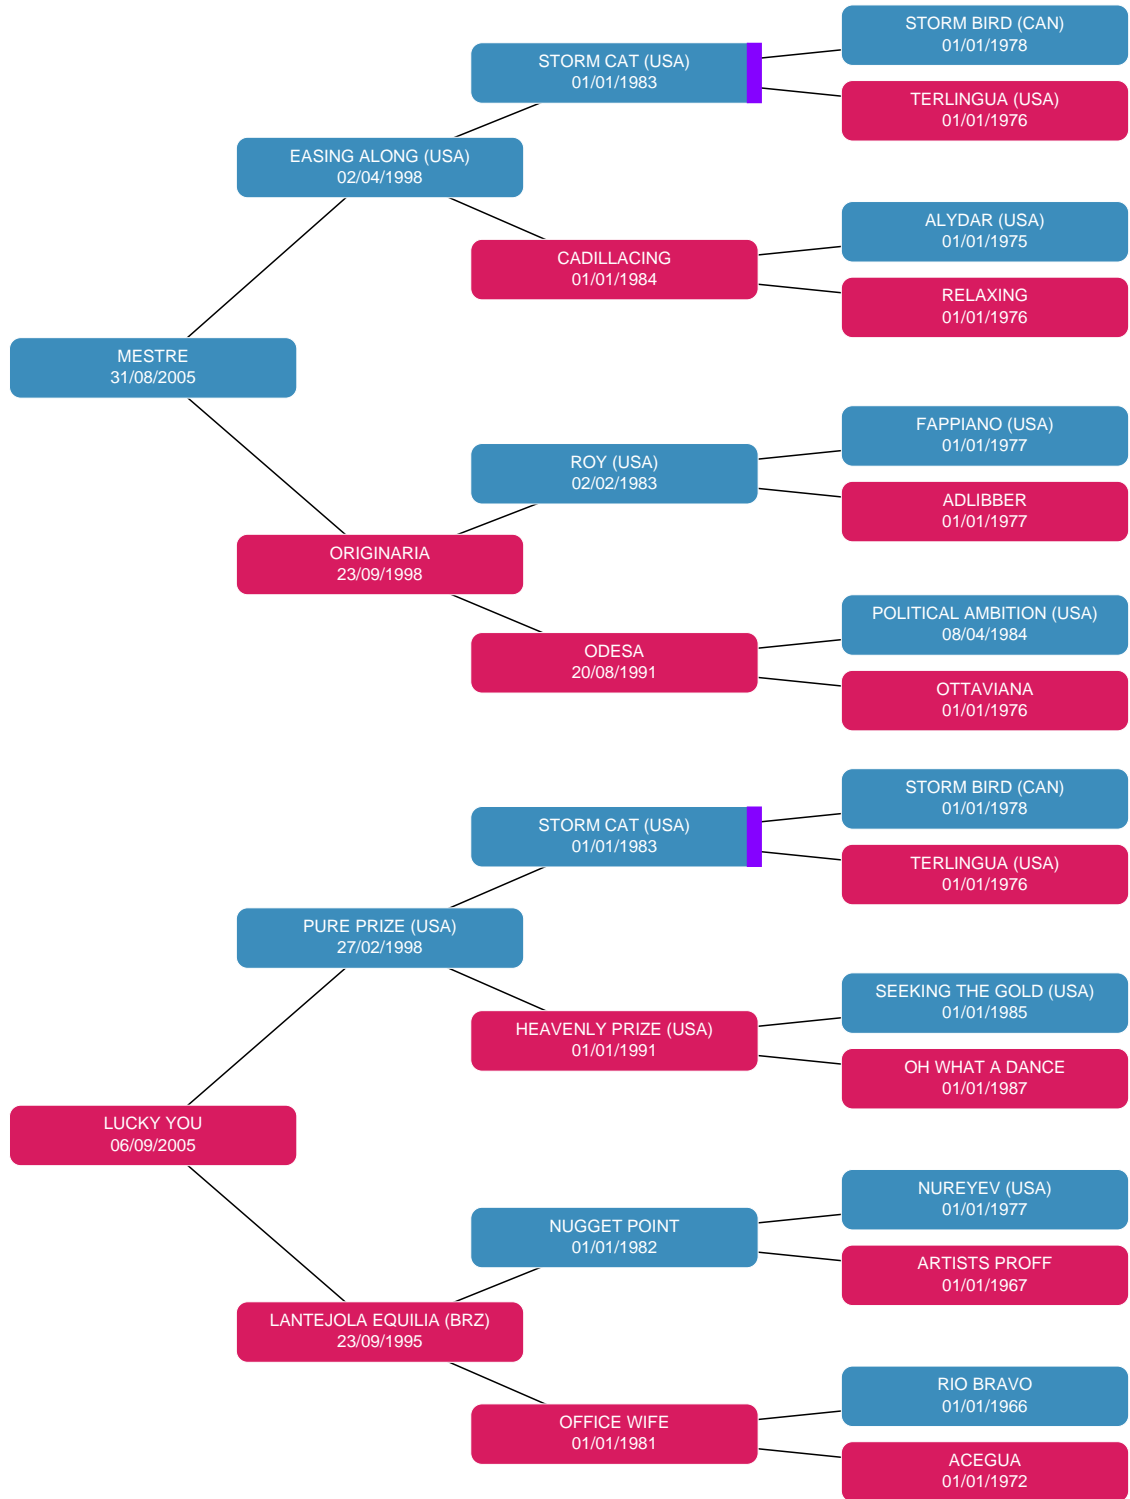 STORM BIRD (CAN)
01/01/1978
STORM CAT (USA)
01/01/1983
TERLINGUA (USA)
01/01/1976
EASING ALONG (USA)
02/04/1998
ALYDAR (USA)
01/01/1975
CADILLACING
01/01/1984
RELAXING
01/01/1976
MESTRE
31/08/2005
FAPPIANO (USA)
01/01/1977
ROY (USA)
02/02/1983
ADLIBBER
01/01/1977
ORIGINARIA
23/09/1998
POLITICAL AMBITION (USA)
08/04/1984
ODESA
20/08/1991
OTTAVIANA
01/01/1976
STORM BIRD (CAN)
01/01/1978
STORM CAT (USA)
01/01/1983
TERLINGUA (USA)
01/01/1976
PURE PRIZE (USA)
27/02/1998
SEEKING THE GOLD (USA)
01/01/1985
HEAVENLY PRIZE (USA)
01/01/1991
OH WHAT A DANCE
01/01/1987
LUCKY YOU
06/09/2005
NUREYEV (USA)
01/01/1977
NUGGET POINT
01/01/1982
ARTISTS PROFF
01/01/1967
LANTEJOLA EQUILIA (BRZ)
23/09/1995
RIO BRAVO
01/01/1966
OFFICE WIFE
01/01/1981
ACEGUA
01/01/1972